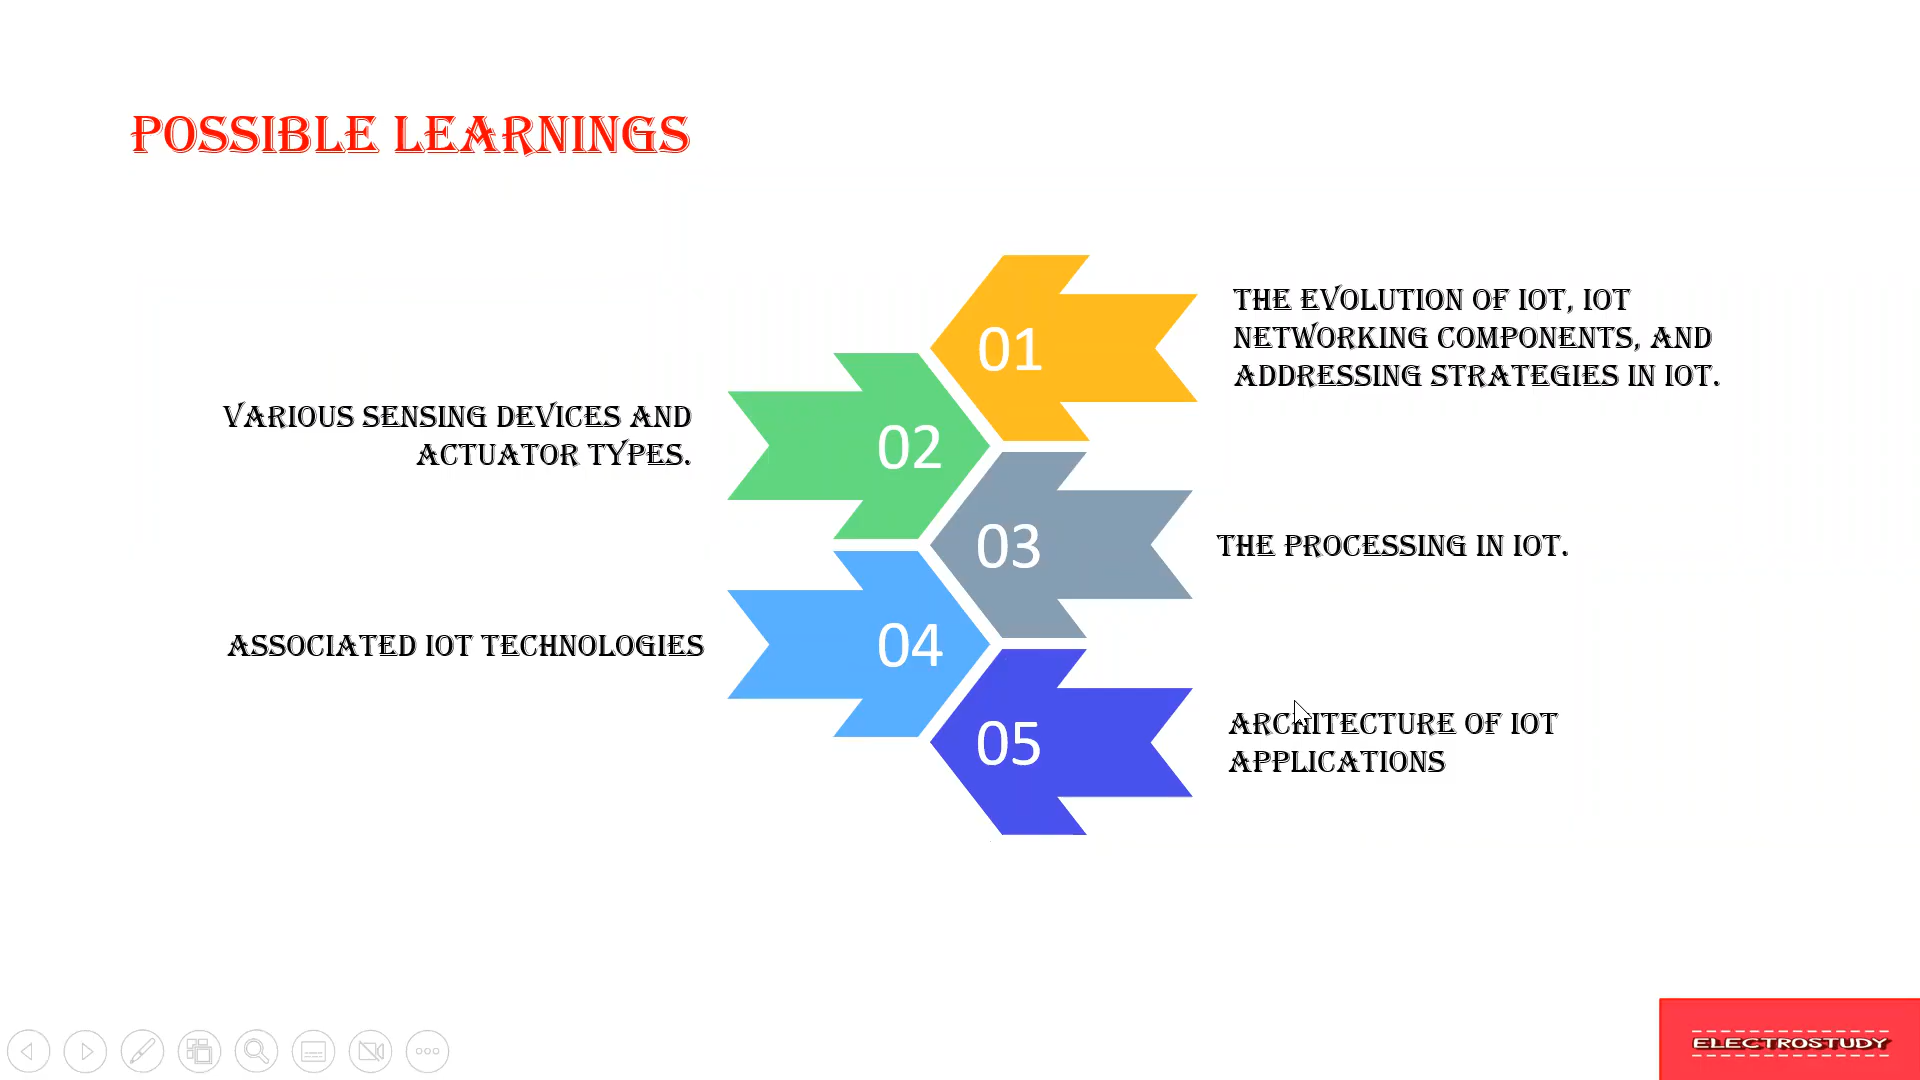 POSSIBLE LEARNINGS
01
THE EVOLUTION OF IOT, IOT
NETWORKING COMPONENTS, AND
ADDRESSING STRATEGIES IN IOT.
VARIOUS SENSING DEVICES AND
ACTUATOR TYPES.
02
03
THE PROCESSING IN IOT.
ASSOCIATED IOT TECHNOLOGIES
04
05
ARCHITECTURE OF IOT
APPLICATIONS
ELECTROSTUDY